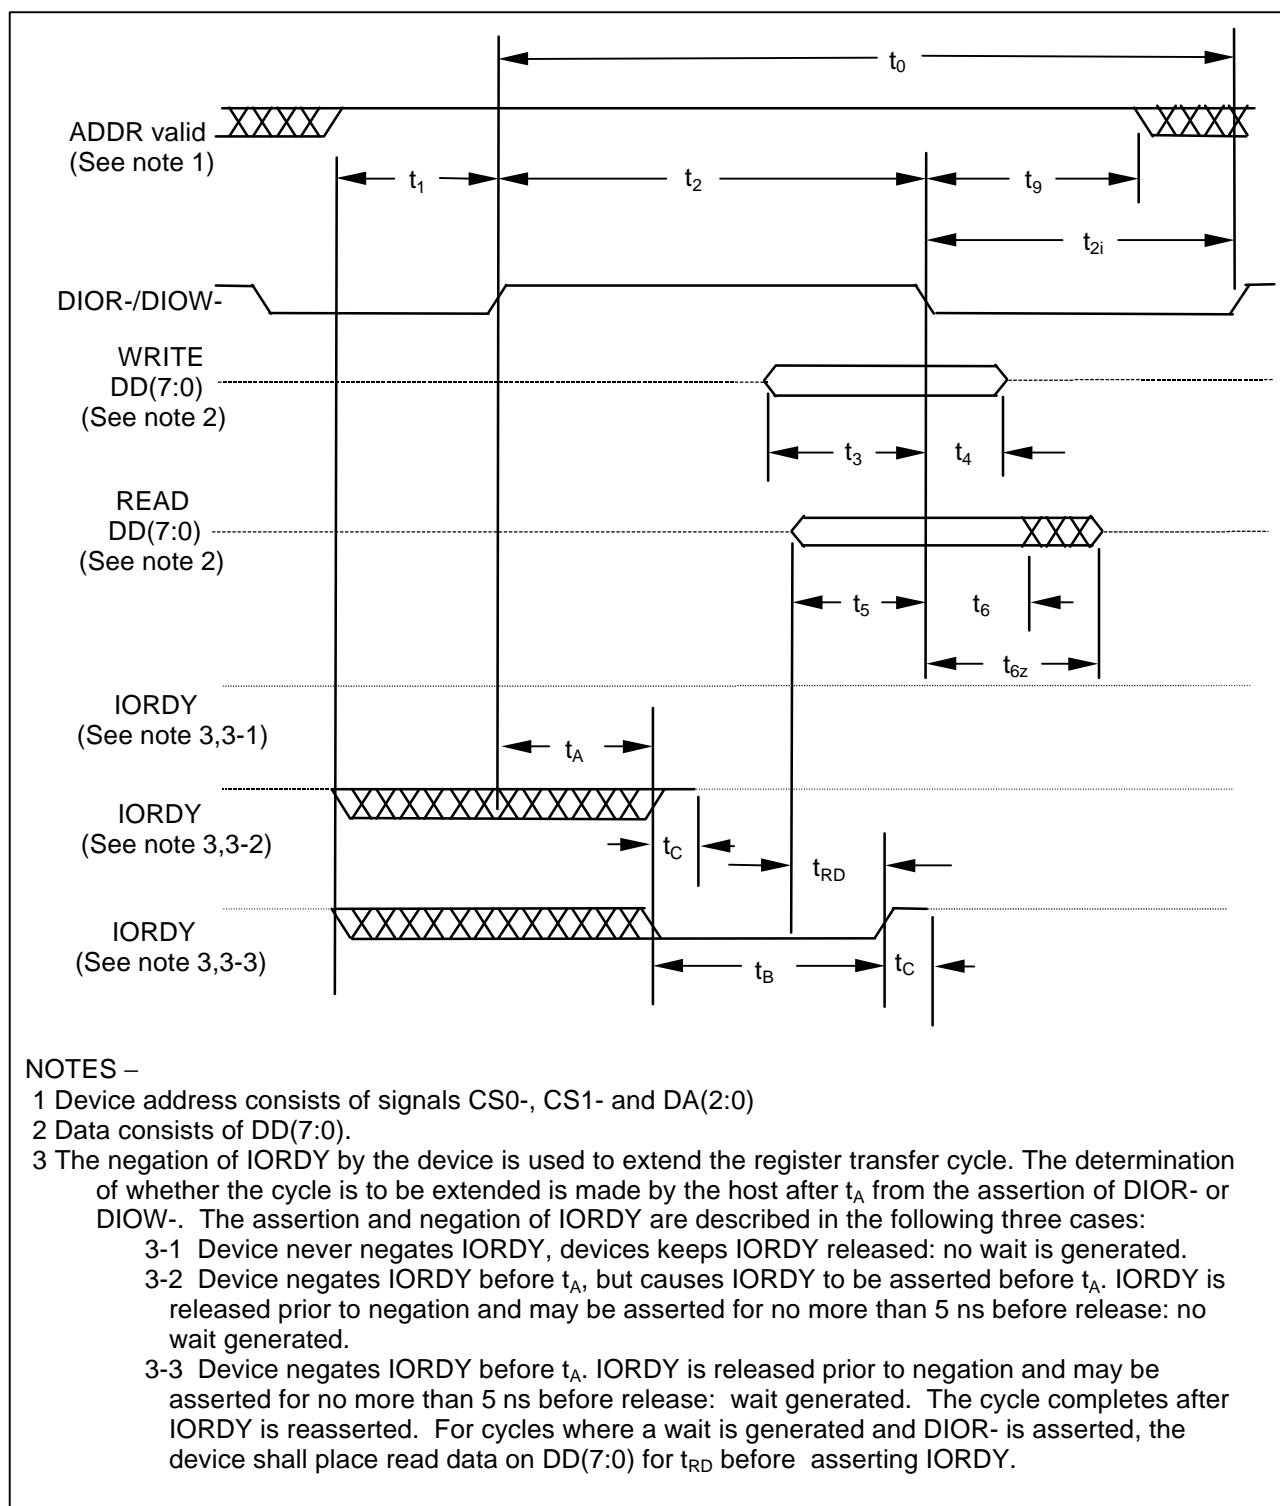 t0
ADDR valid
(See note 1)
t1
t2
t9
t2i
DIOR-/DIOW-
WRITE
DD(7:0)
(See note 2)
t3
t4
READ
DD(7:0)
(See note 2)
t5
t6
t6z
IORDY
(See note 3,3-1)
tA
IORDY
(See note 3,3-2)
tC
tRD
IORDY
(See note 3,3-3)
tB
tC
NOTES –
1 Device address consists of signals CS0-, CS1- and DA(2:0)
2 Data consists of DD(7:0).
3 The negation of IORDY by the device is used to extend the register transfer cycle. The determination
of whether the cycle is to be extended is made by the host after tA from the assertion of DIOR- or
DIOW-. The assertion and negation of IORDY are described in the following three cases:
3-1 Device never negates IORDY, devices keeps IORDY released: no wait is generated.
3-2 Device negates IORDY before tA, but causes IORDY to be asserted before tA. IORDY is
released prior to negation and may be asserted for no more than 5 ns before release: no
wait generated.
3-3 Device negates IORDY before tA. IORDY is released prior to negation and may be
asserted for no more than 5 ns before release: wait generated. The cycle completes after
IORDY is reasserted. For cycles where a wait is generated and DIOR- is asserted, the
device shall place read data on DD(7:0) for tRD before asserting IORDY.